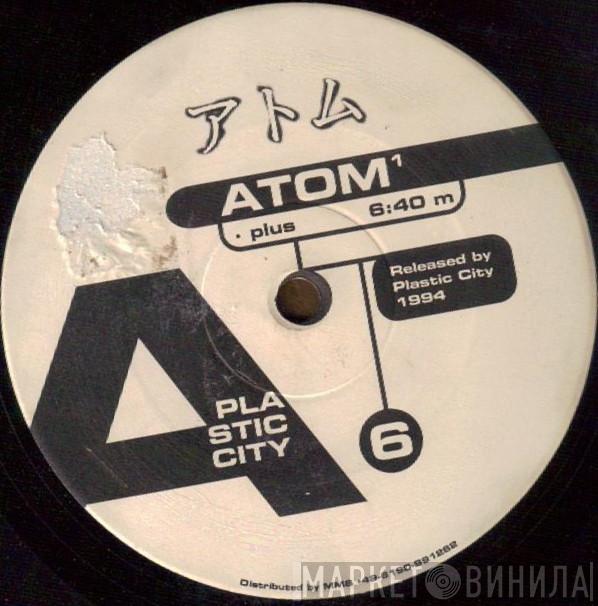 アトム
ATOM¹
· plus 6:40 m
Released by
Plastic City
1994
PLA
STIC
CITY
6
A
Distributed by MMS
МАРКЕТ ВИНИЛА